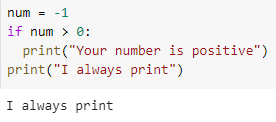 num = -1
if num > 0:
  print("Your number is positive")
print("I always print")
I always print